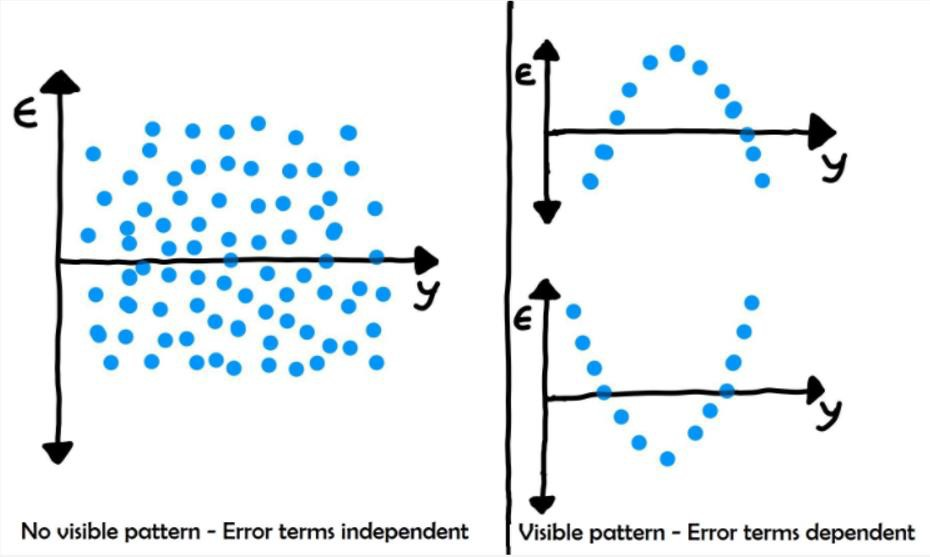 ϵ
y
No visible pattern - Error terms independent
ϵ
y
ϵ
y
Visible pattern - Error terms dependent